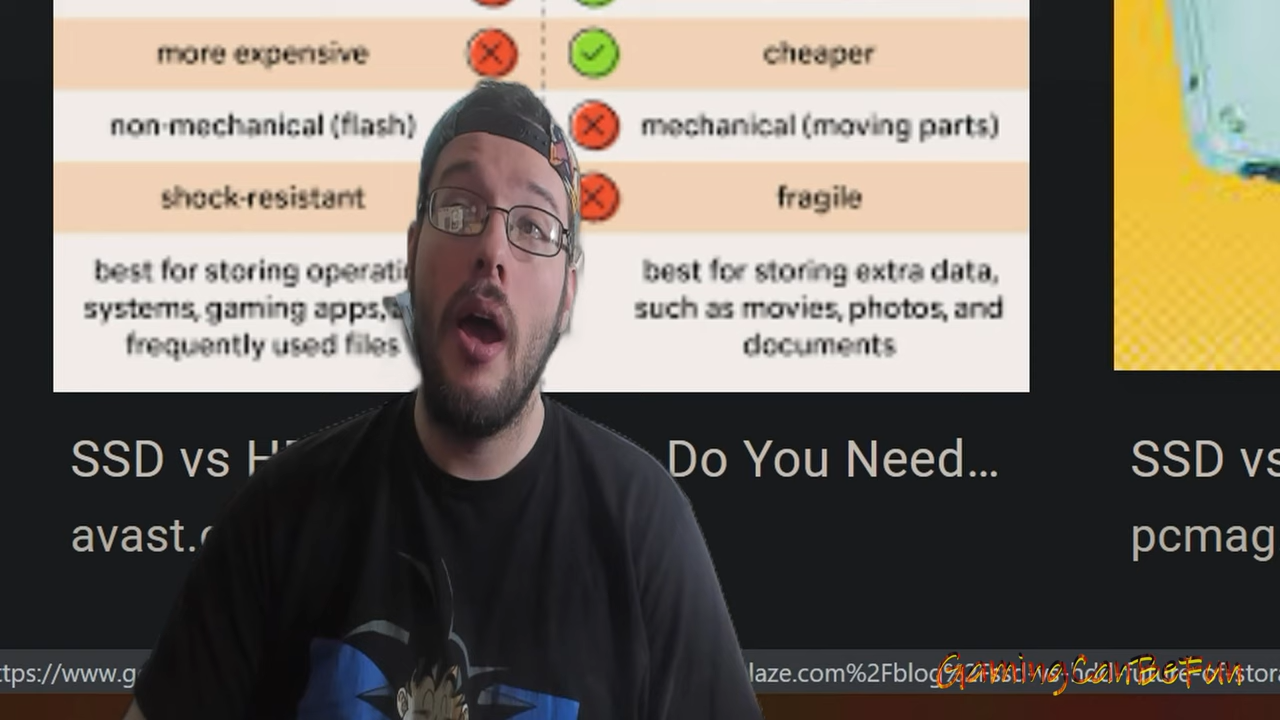 more expensive cheaper
non-mechanical (flash) mechanical (moving parts)
shock-resistant fragile
best for storing best for storing extra data,
systems, gaming apps, such as movies, photos, and
frequently used files documents
SSD vs Do You Need… SSD vs
avast. pcmag
GamingCanBeFun